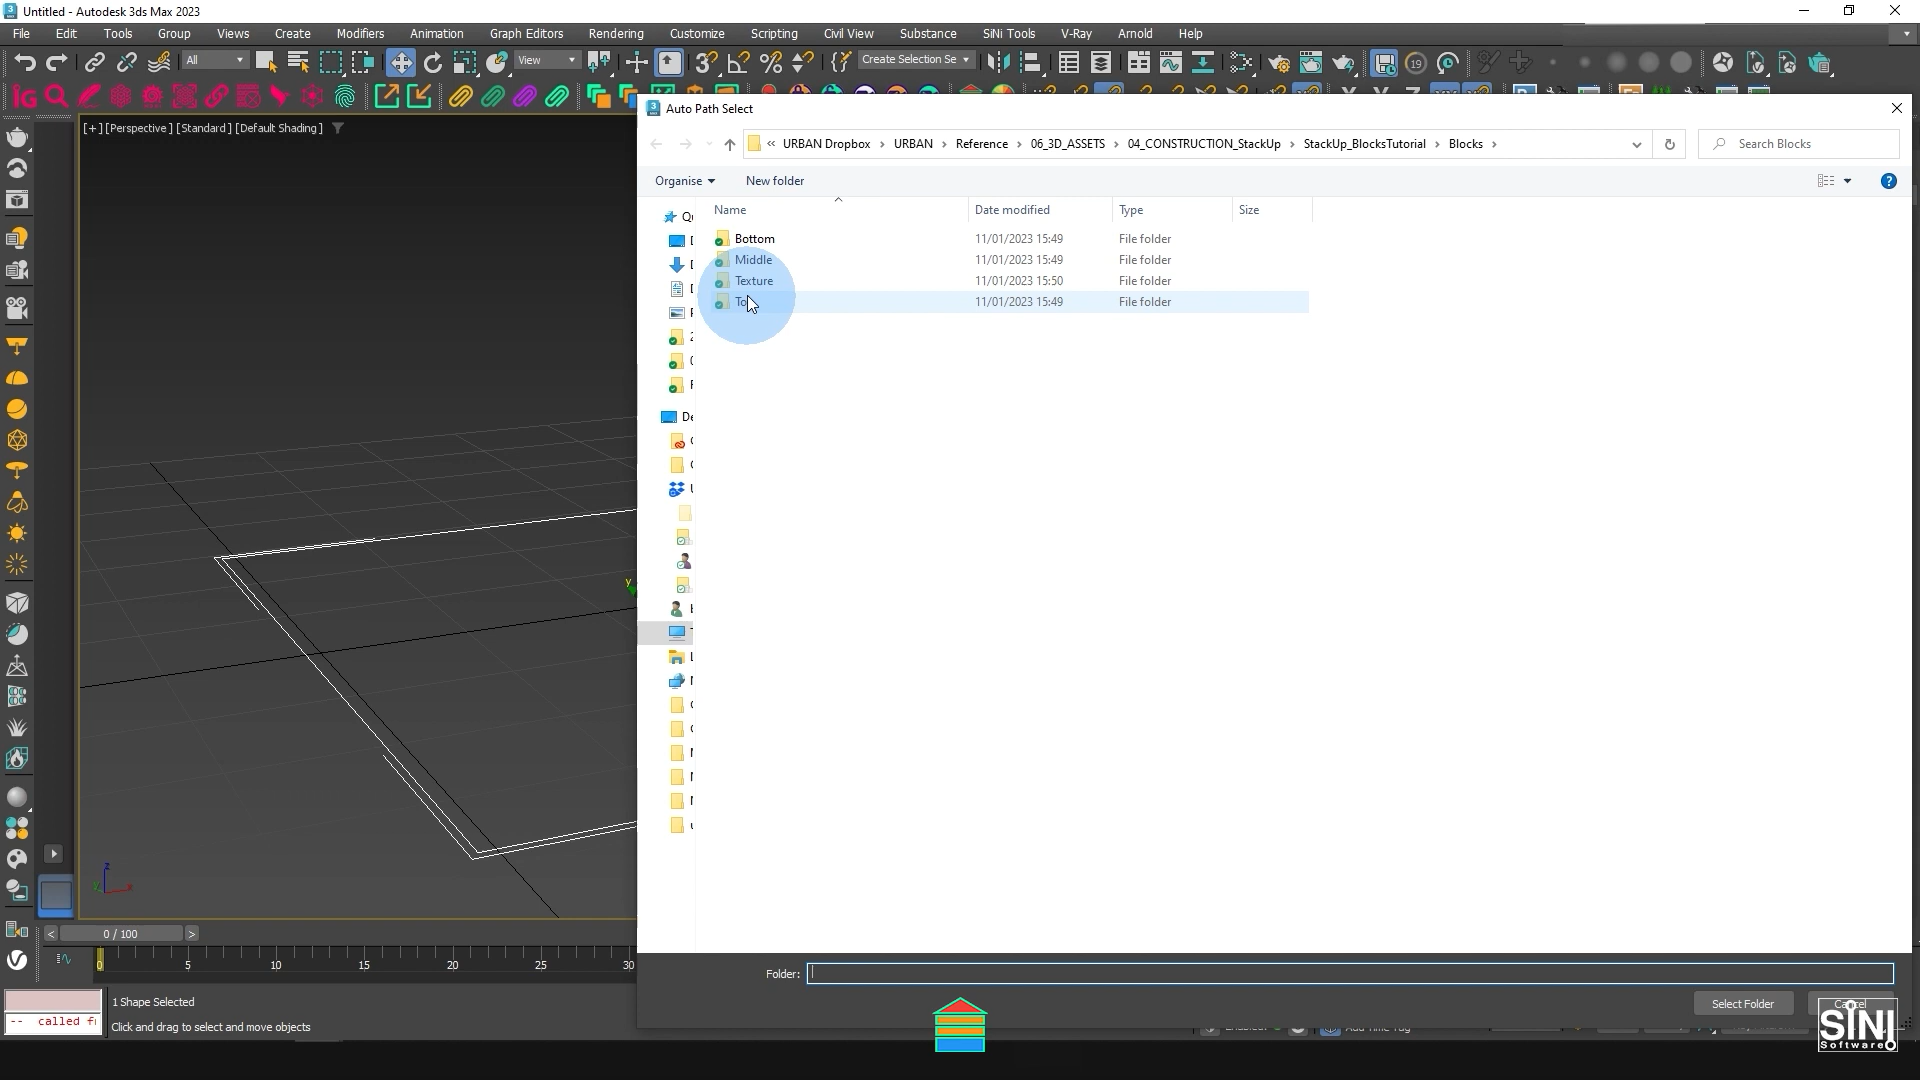 Untitled - Autodesk 3ds Max 2023
File Edit Tools Group Views Create Modifiers Animation Graph Editors Rendering Customize Scripting Civil View Substance SiNi Tools V-Ray Arnold Help
All View Create Selection Se 19
[+] [Perspective ] [Standard ] [Default Shading ]
Auto Path Select
« URBAN Dropbox › URBAN › Reference › 06_3D_ASSETS › 04_CONSTRUCTION_StackUp › StackUp_BlocksTutorial › Blocks ›
Search Blocks
Organise New folder
Name Date modified Type Size
Bottom 11/01/2023 15:49 File folder
Middle 11/01/2023 15:49 File folder
Texture 11/01/2023 15:50 File folder
11/01/2023 15:49 File folder
y
z
0 / 100
0 5 10 15 20 25 30
Folder:
Select Folder Cancel
1 Shape Selected
-- called fr
Click and drag to select and move objects
SiNi
Software